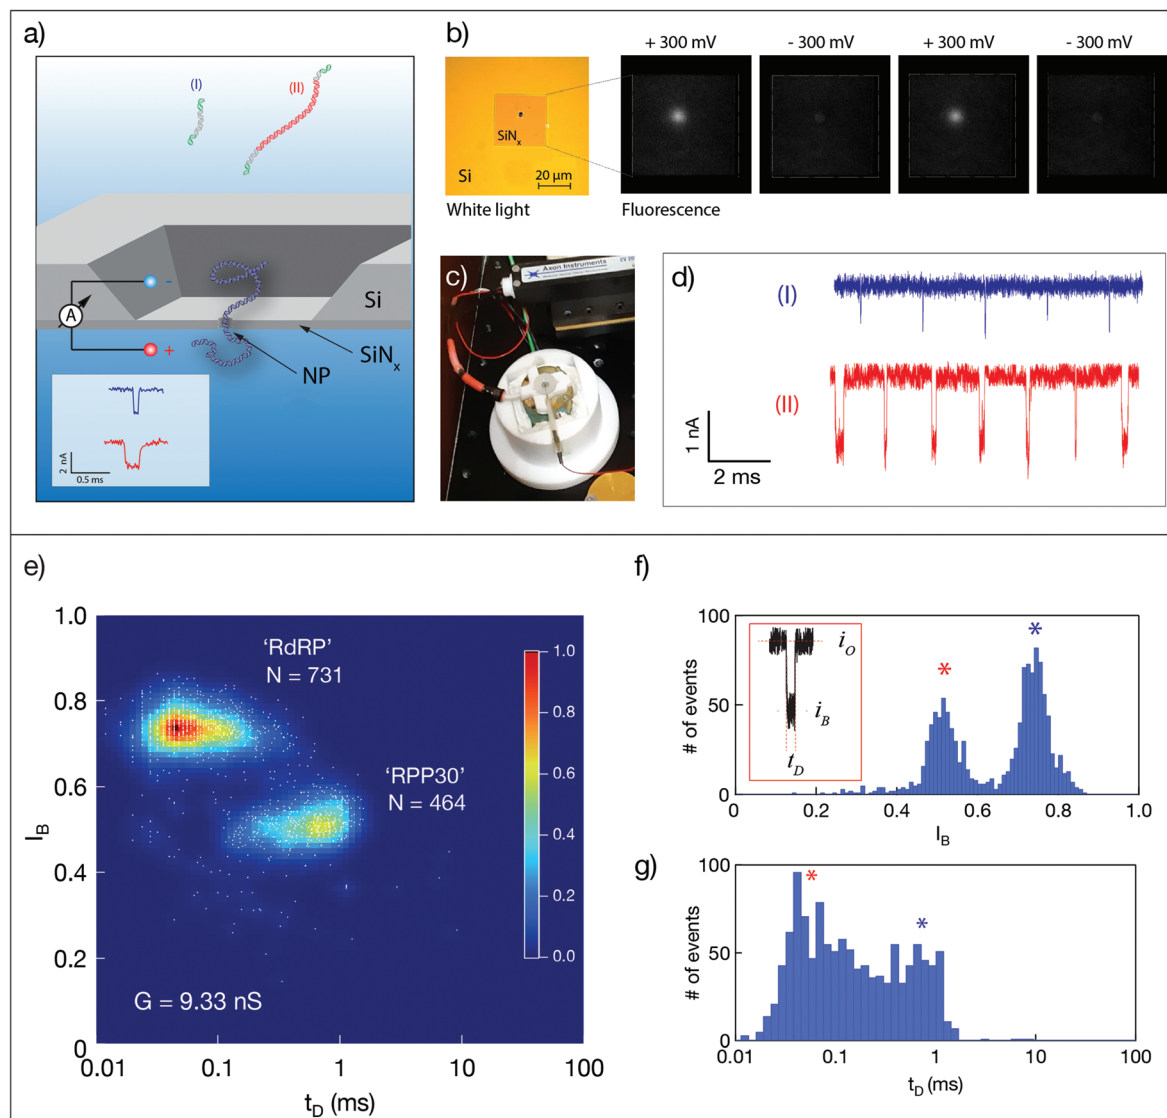 a)
(I)
(II)
-
A
+
Si
SiNx
NP
2 nA
0.5 ms
b)
+ 300 mV
- 300 mV
+ 300 mV
- 300 mV
SiNx
Si
20 μm
White light
Fluorescence
c)
Axon Instruments
d)
(I)
(II)
1 nA
2 ms
e)
1.0
0.8
0.6
0.4
0.2
0
IB
'RdRP'
N = 731
'RPP30'
N = 464
1.0
0.8
0.6
0.4
0.2
0.0
G = 9.33 nS
0.01
0.1
1
10
100
tD (ms)
f)
100
50
0
# of events
*
*
iO
iB
tD
0
0.2
0.4
0.6
0.8
1.0
IB
g)
100
50
0
# of events
*
*
0.01
0.1
1
10
100
tD (ms)